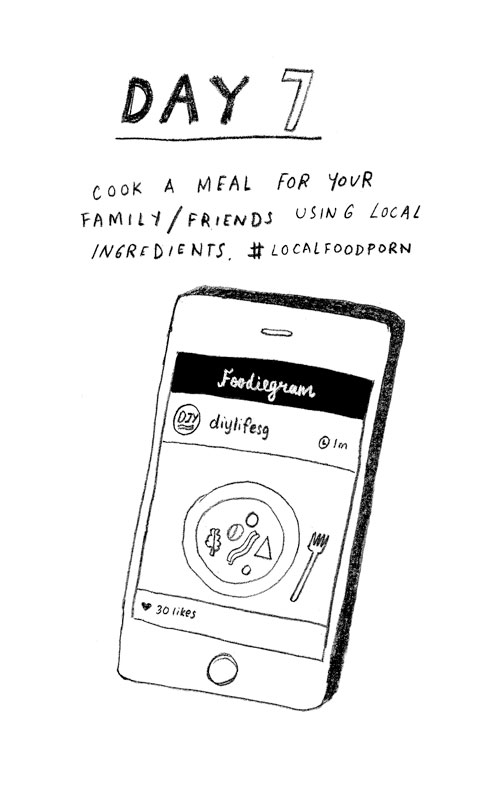 DAY 7
COOK A MEAL FOR YOUR
FAMILY/FRIENDS USING LOCAL
INGREDIENTS. #LOCALFOODPORN
Foodiegram
DIY
diylifesg
1m
30 likes